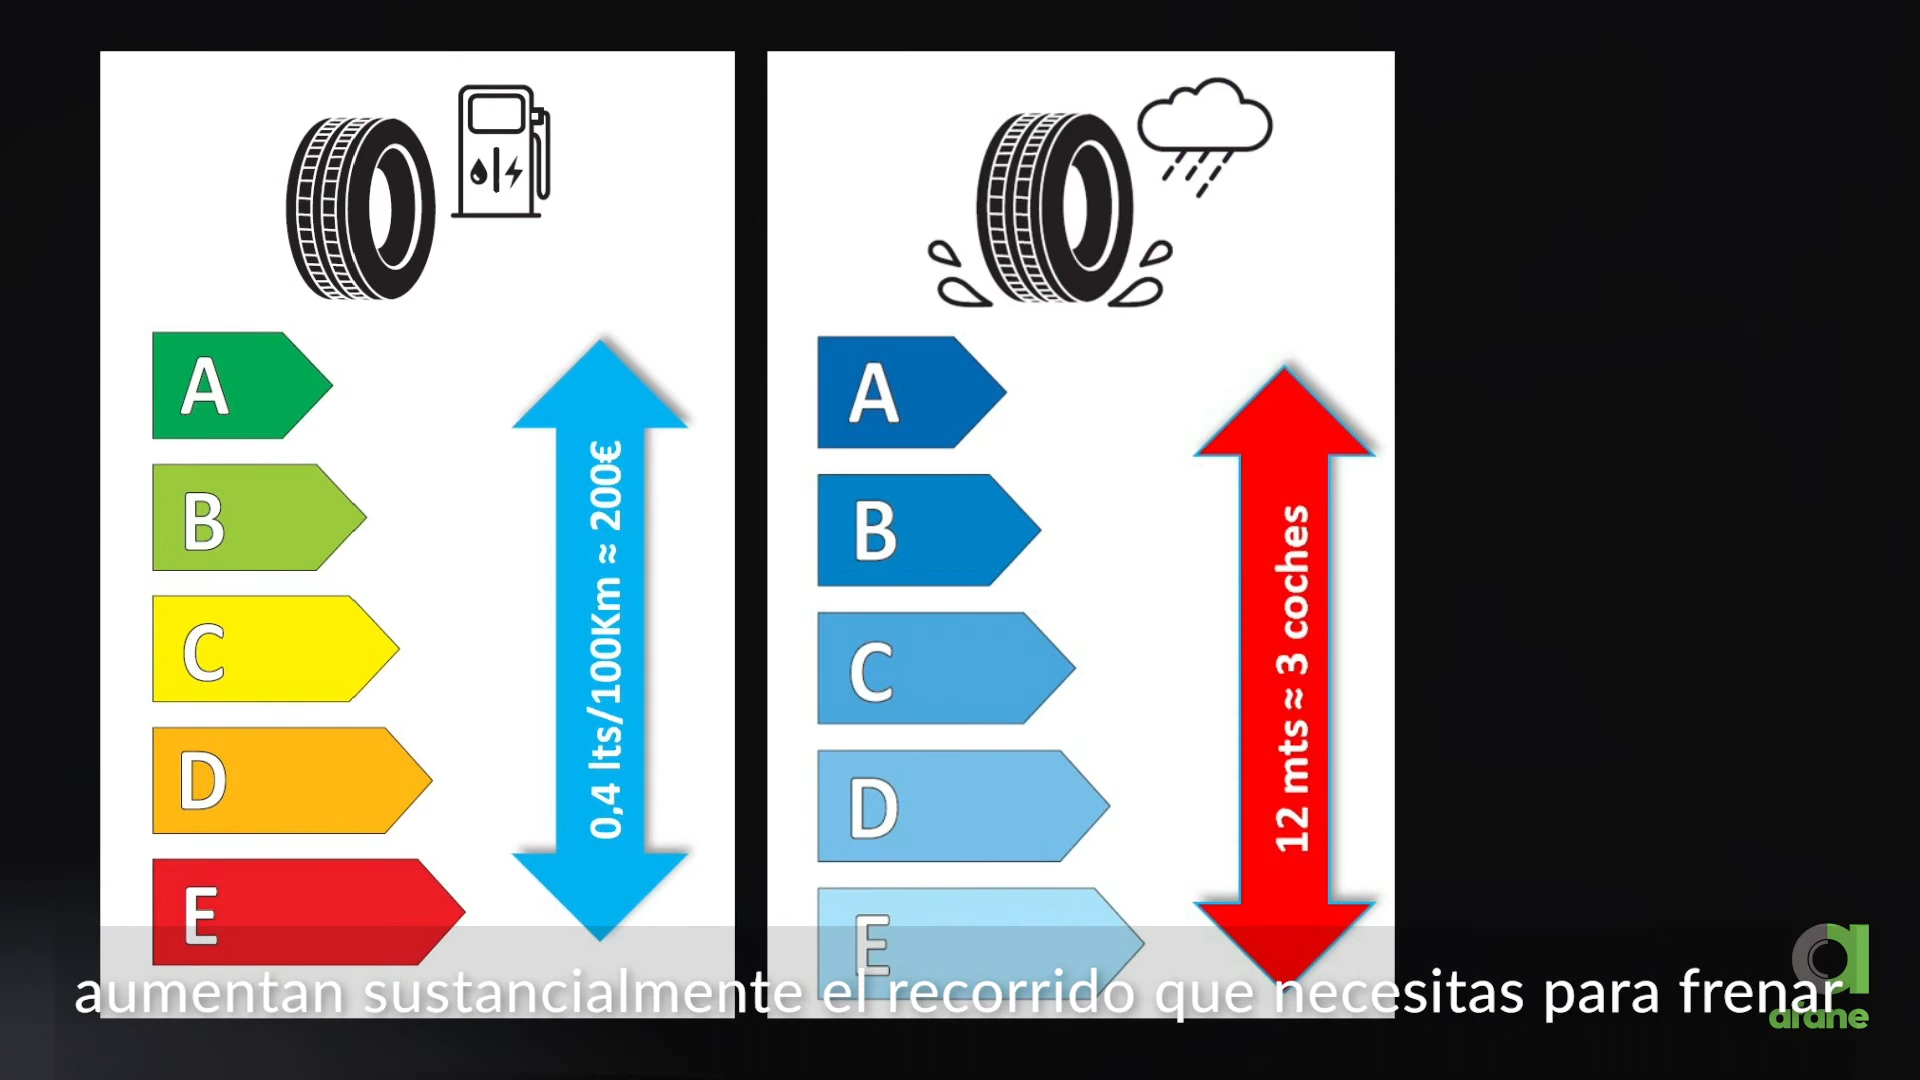 A
B
C
D
E
0,4 lts/100Km ≈ 200€
A
B
C
D
E
12 mts ≈ 3 coches
aumentan sustancialmente el recorrido que necesitas para frenar
arane